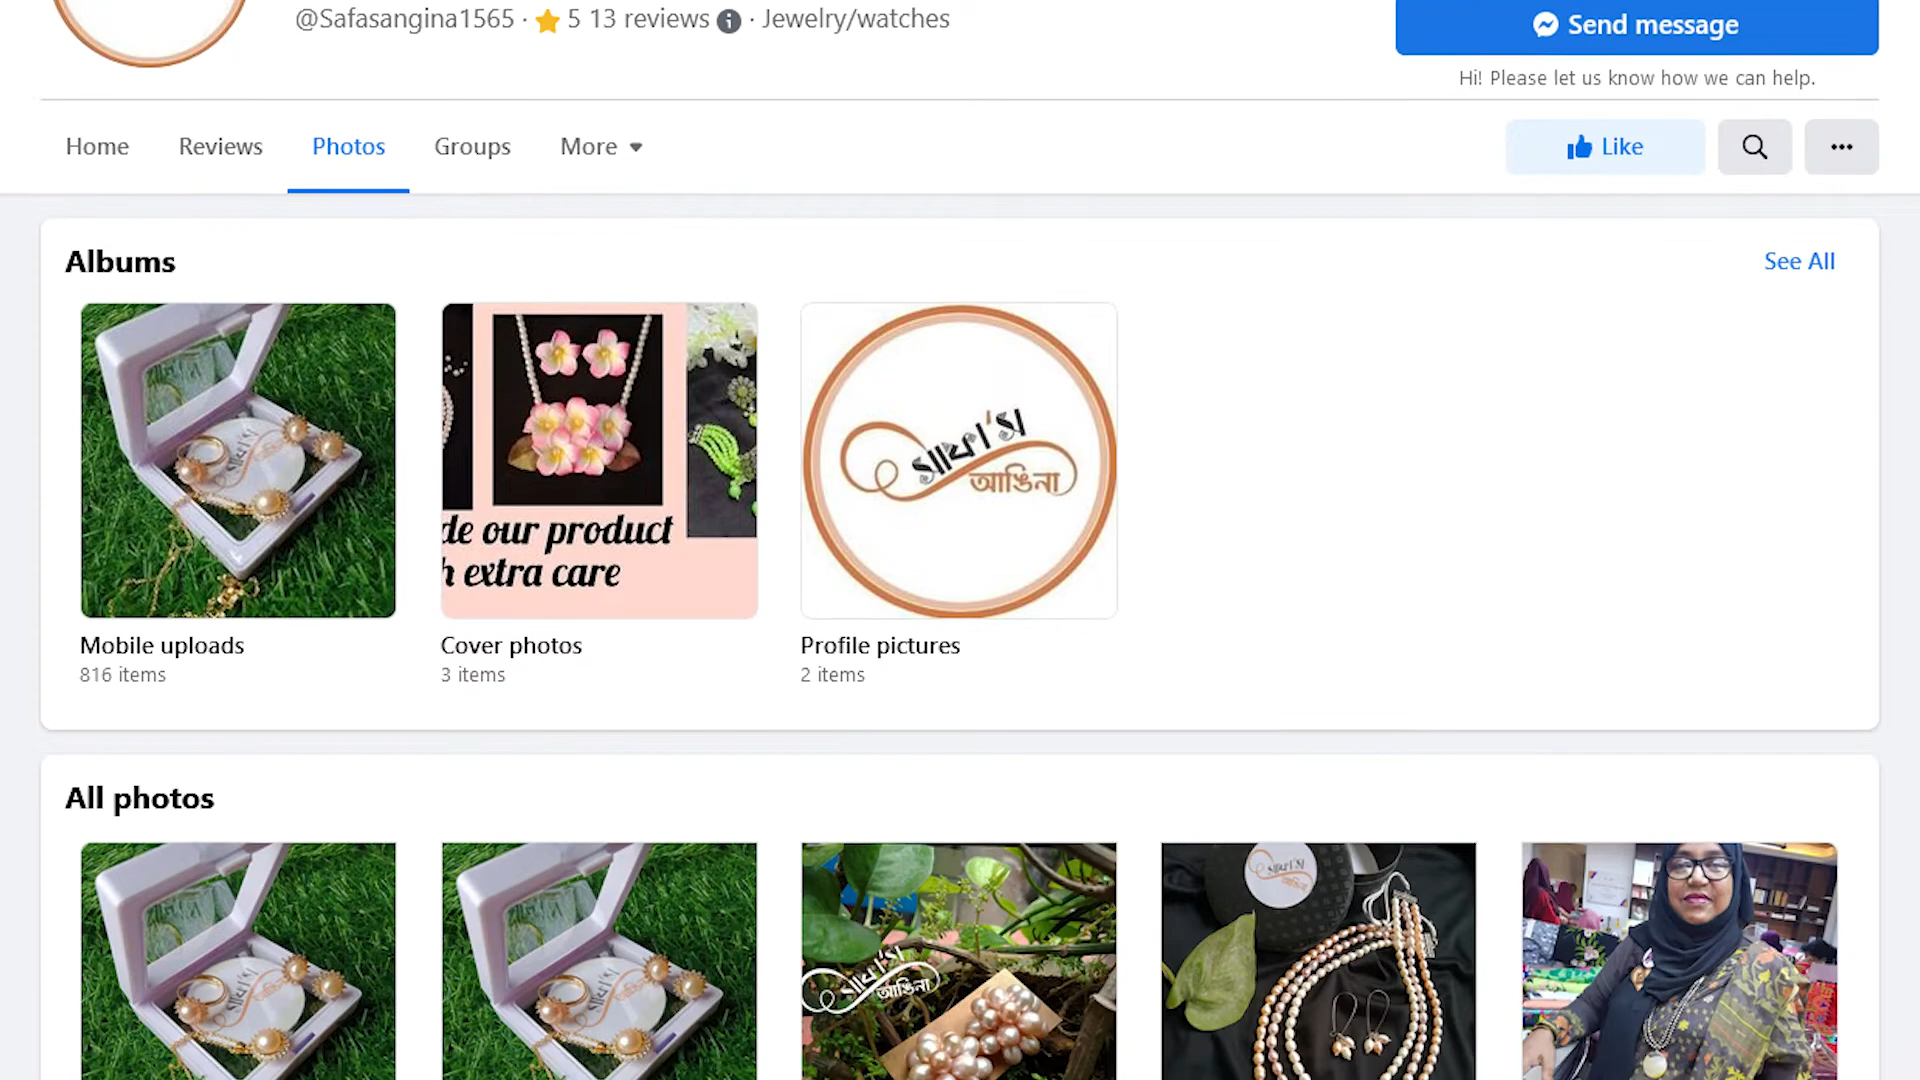 @Safasangina1565 · 5 13 reviews · Jewelry/watches
Send message
Hi! Please let us know how we can help.
Home Reviews Photos Groups More
Like
Albums
See All
de our product
h extra care
সাফা'স
আঙিনা
Mobile uploads
816 items
Cover photos
3 items
Profile pictures
2 items
All photos
সাফা'স
আঙিনা